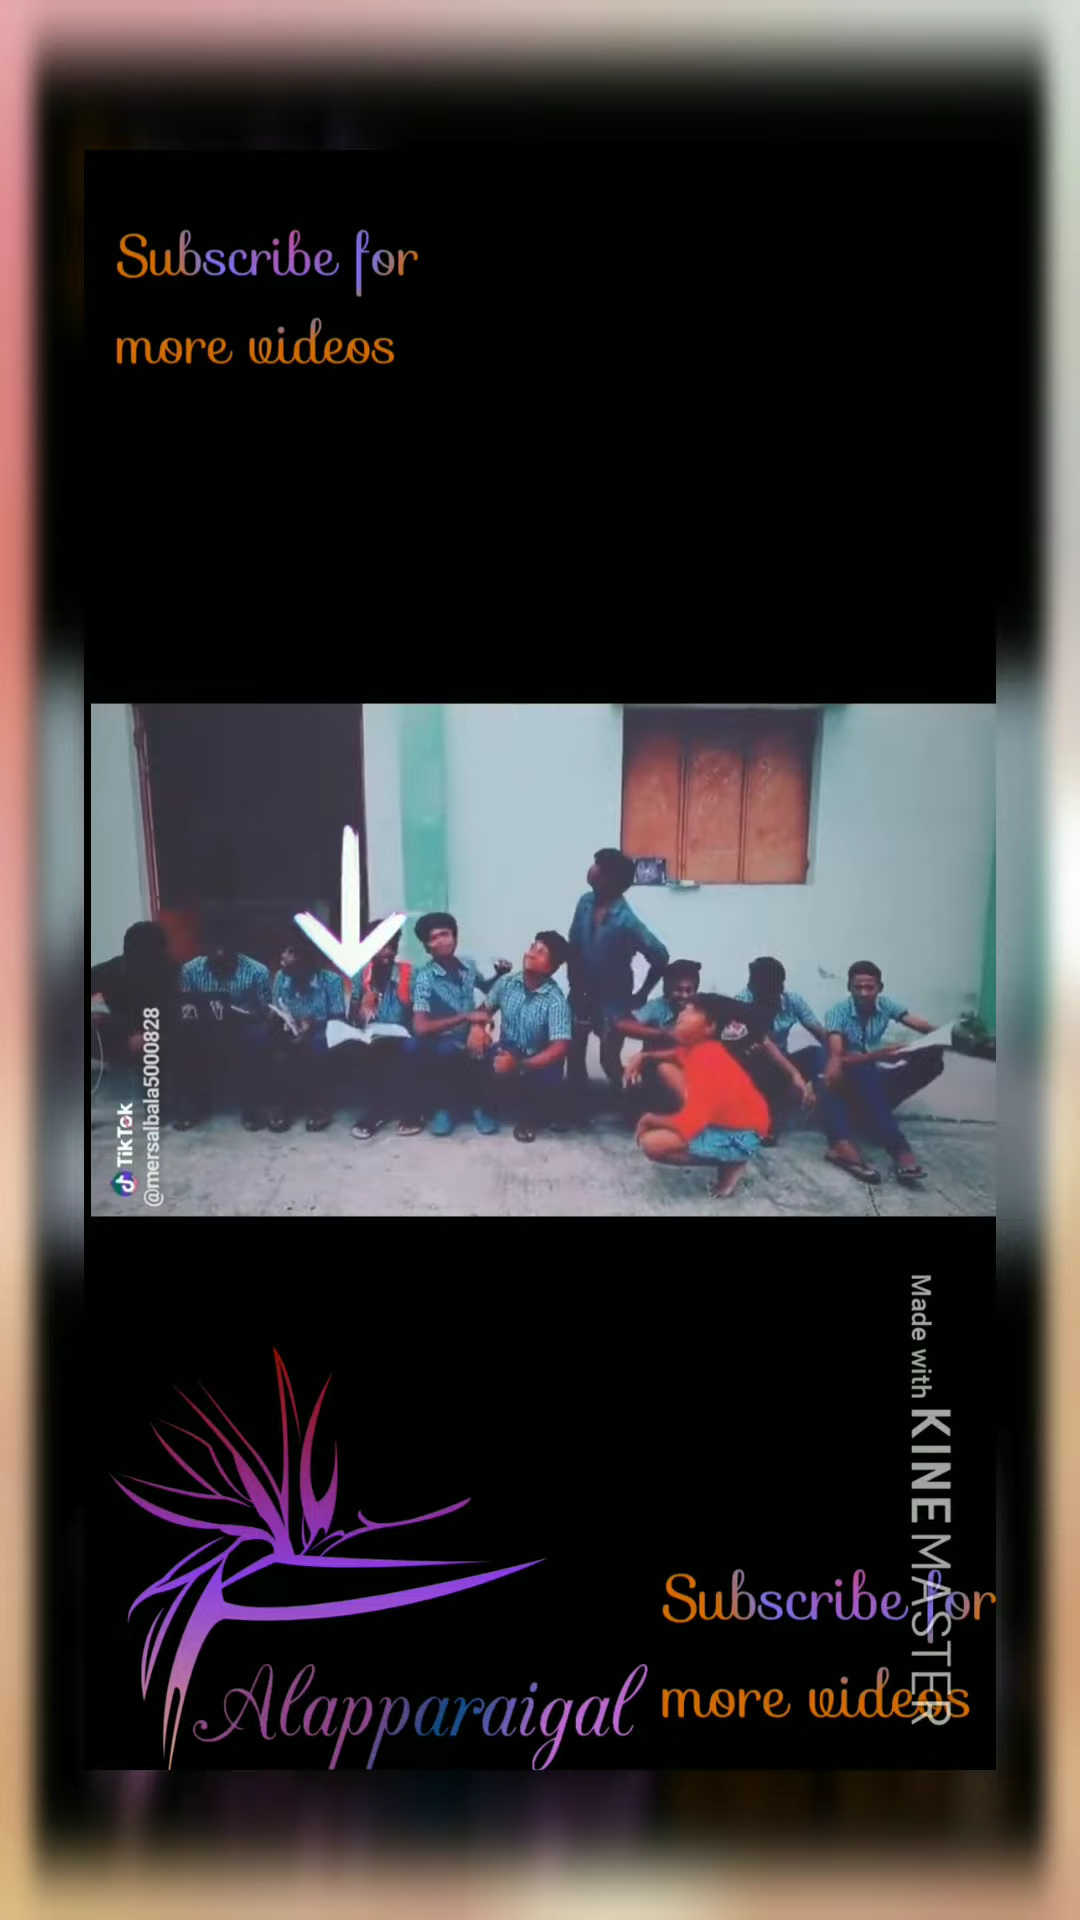 Subscribe for
more videos
TikTok
@mersalbala5000828
Made with KINEMASTER
Subscribe for
more videos
Alapparaigal